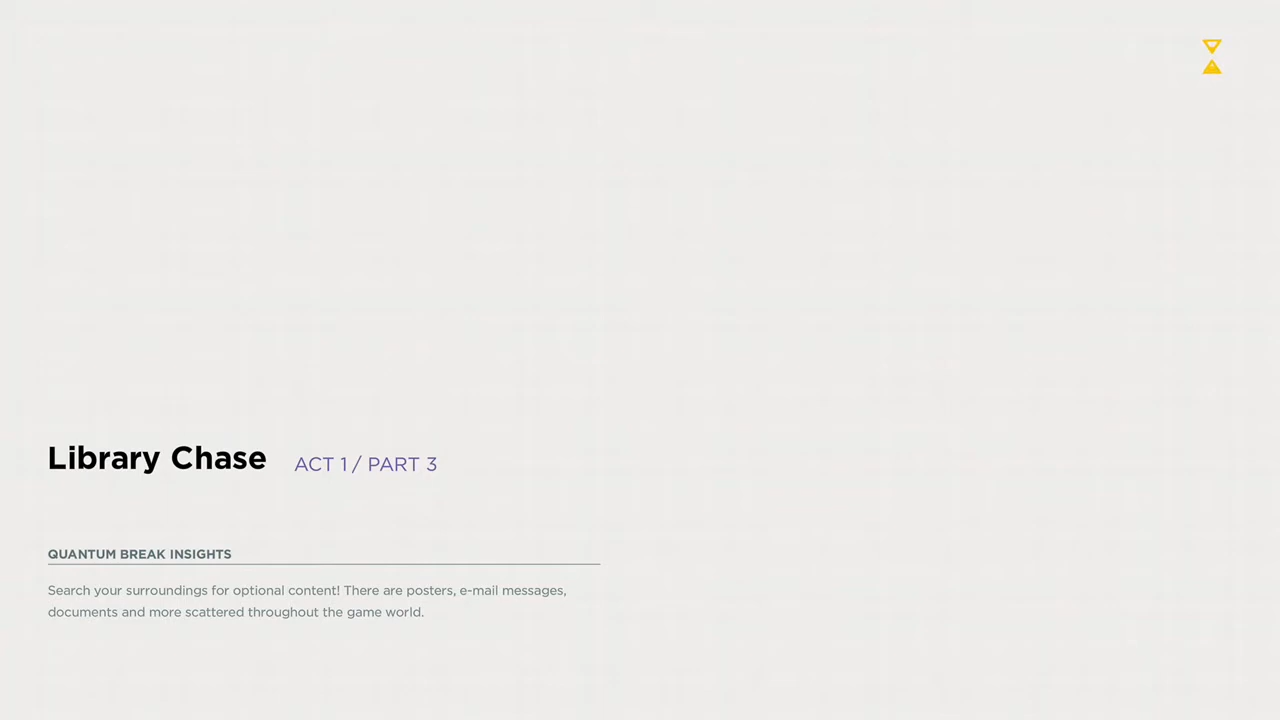 Library Chase ACT 1 / PART 3
QUANTUM BREAK INSIGHTS
Search your surroundings for optional content! There are posters, e-mail messages,
documents and more scattered throughout the game world.